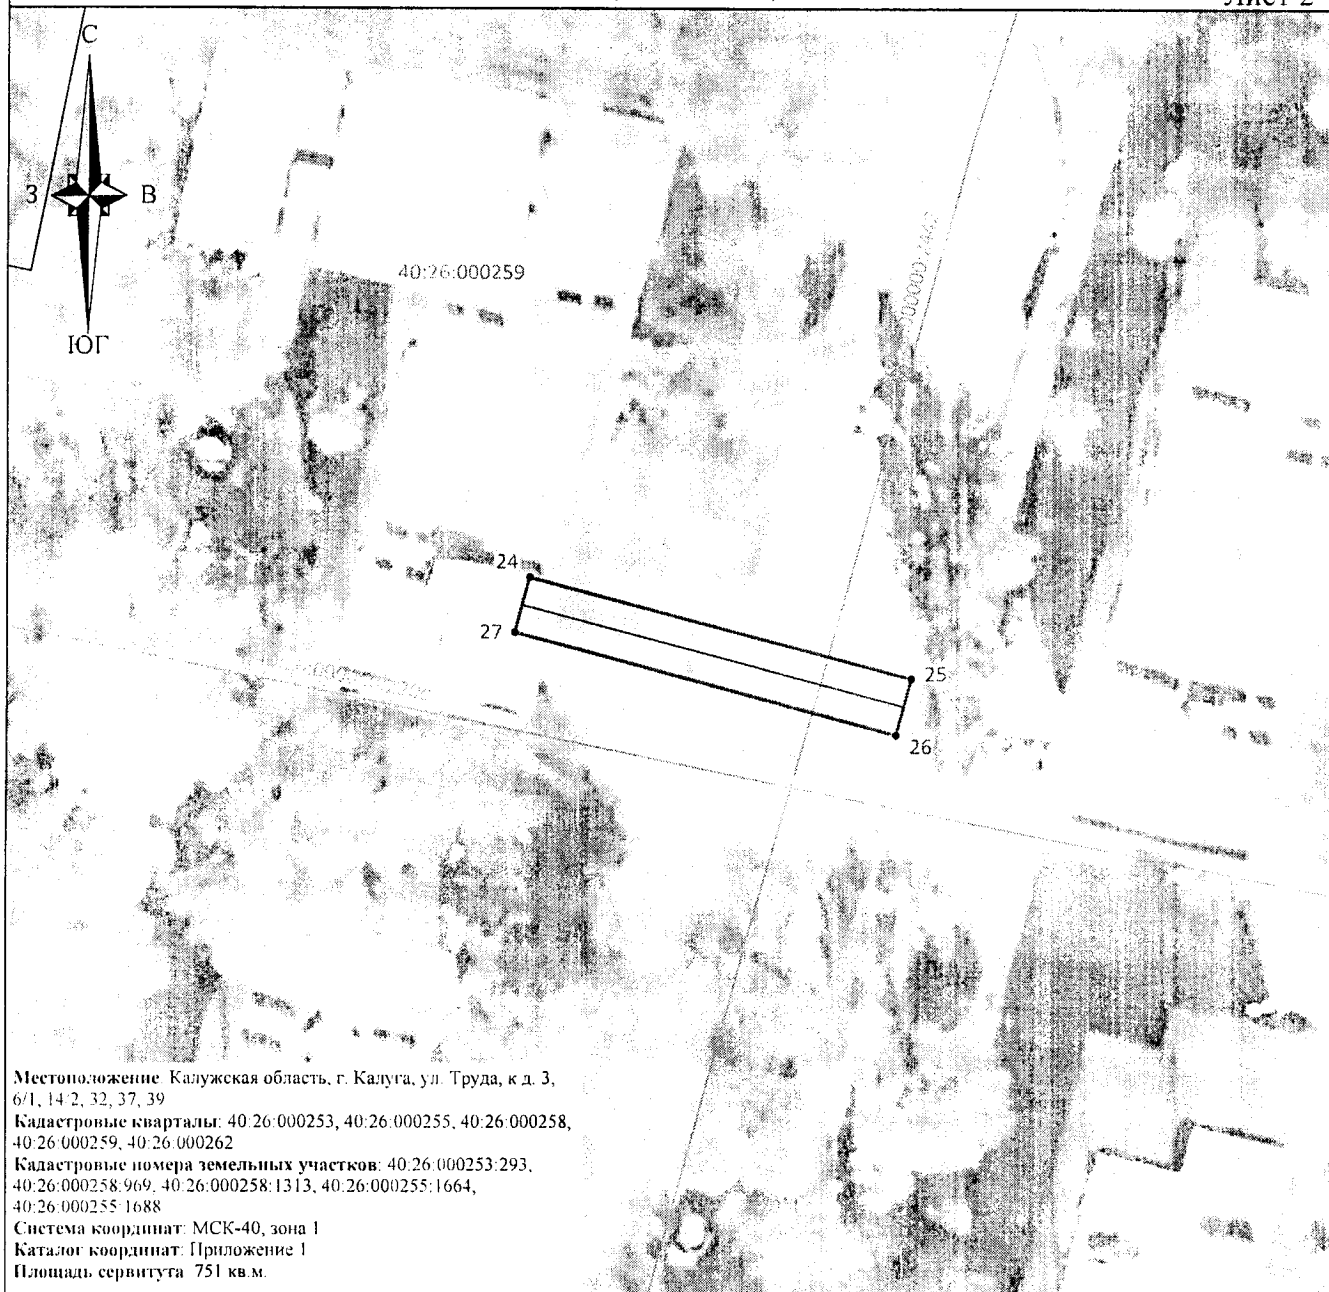 Лист 2
С
З
В
ЮГ
40:26:000259
24
27
25
26
Местоположение: Калужская область, г. Калуга, ул. Труда, к д. 3,
6/1, 14/2, 32, 37, 39
Кадастровые кварталы: 40:26:000253, 40:26:000255, 40:26:000258,
40:26:000259, 40:26:000262
Кадастровые номера земельных участков: 40:26:000253:293,
40:26:000258:969, 40:26:000258:1313, 40:26:000255:1664,
40:26:000255:1688
Система координат: МСК-40, зона 1
Каталог координат: Приложение 1
Площадь сервитута 751 кв.м.